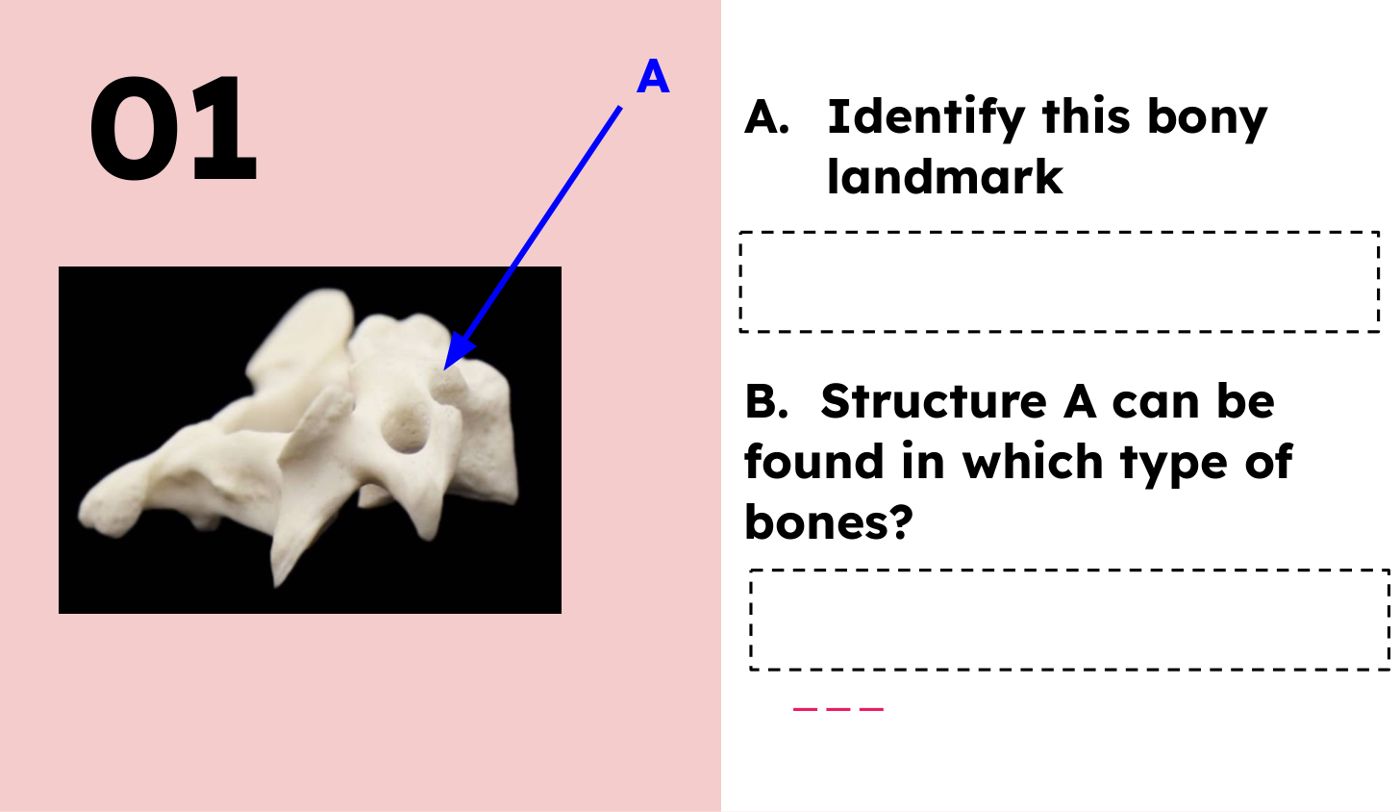 01
A
A. Identify this bony
landmark
B. Structure A can be
found in which type of
bones?